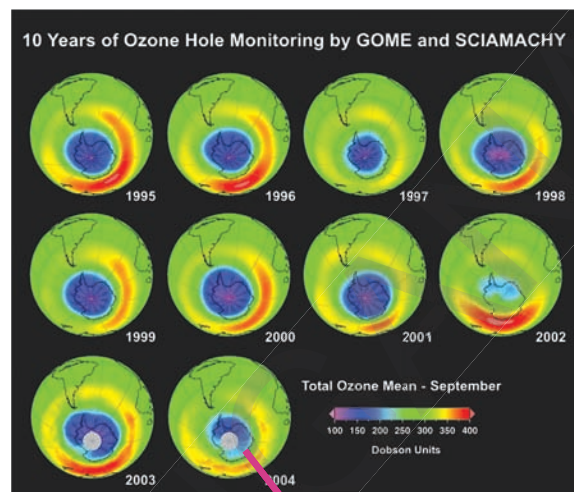 10 Years of Ozone Hole Monitoring by GOME and SCIAMACHY
1995
1996
1997
1998
1999
2000
2001
2002
2003
2004
Total Ozone Mean - September
100 150 200 250 300 350 400
Dobson Units